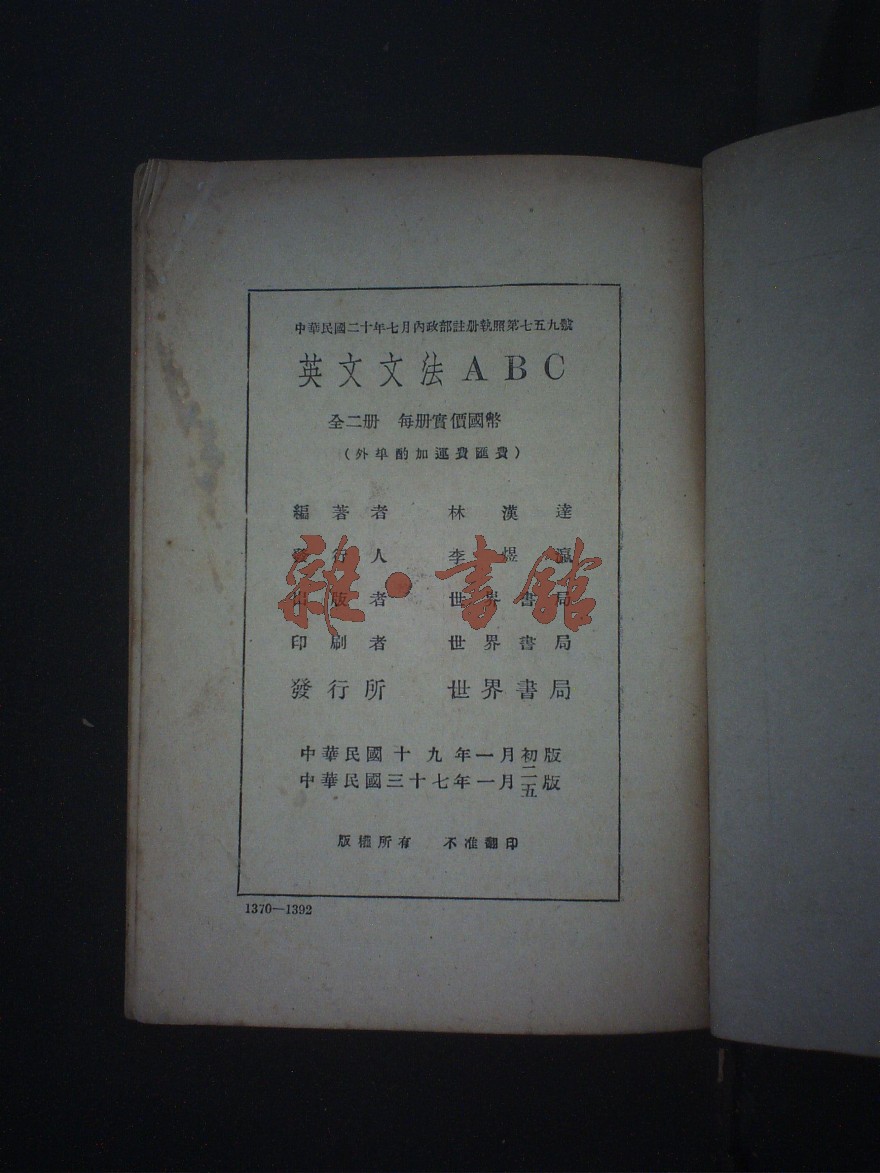 中華民國二十年七月內政部註册執照第七五九號
英文文法ABC
全二册 每册實價國幣
(外埠酌加運費匯費)
編著者 林漢達
發行人 李煜瀛
出版者 世界書局
印刷者 世界書局
發行所 世界書局
中華民國十九年一月初版
中華民國三十七年一月二五版
版權所有 不准翻印
1370—1392
雜·書館